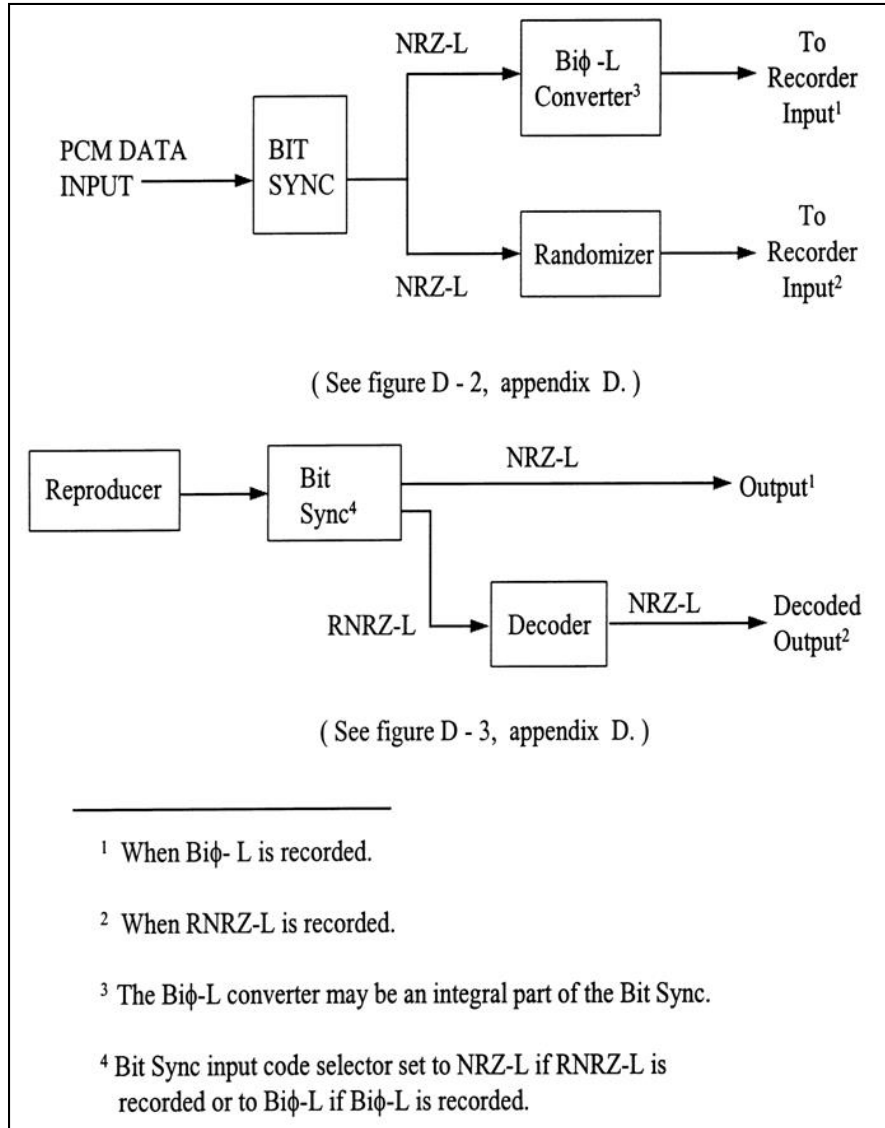 NRZ-L
Biϕ -L
Converter³
To
Recorder
Input¹
PCM DATA
INPUT
BIT
SYNC
NRZ-L
Randomizer
To
Recorder
Input²
( See figure D - 2, appendix D. )
Reproducer
Bit
Sync⁴
NRZ-L
Output¹
RNRZ-L
Decoder
NRZ-L
Decoded
Output²
( See figure D - 3, appendix D. )
¹ When Biϕ- L is recorded.
² When RNRZ-L is recorded.
³ The Biϕ-L converter may be an integral part of the Bit Sync.
⁴ Bit Sync input code selector set to NRZ-L if RNRZ-L is
recorded or to Biϕ-L if Biϕ-L is recorded.